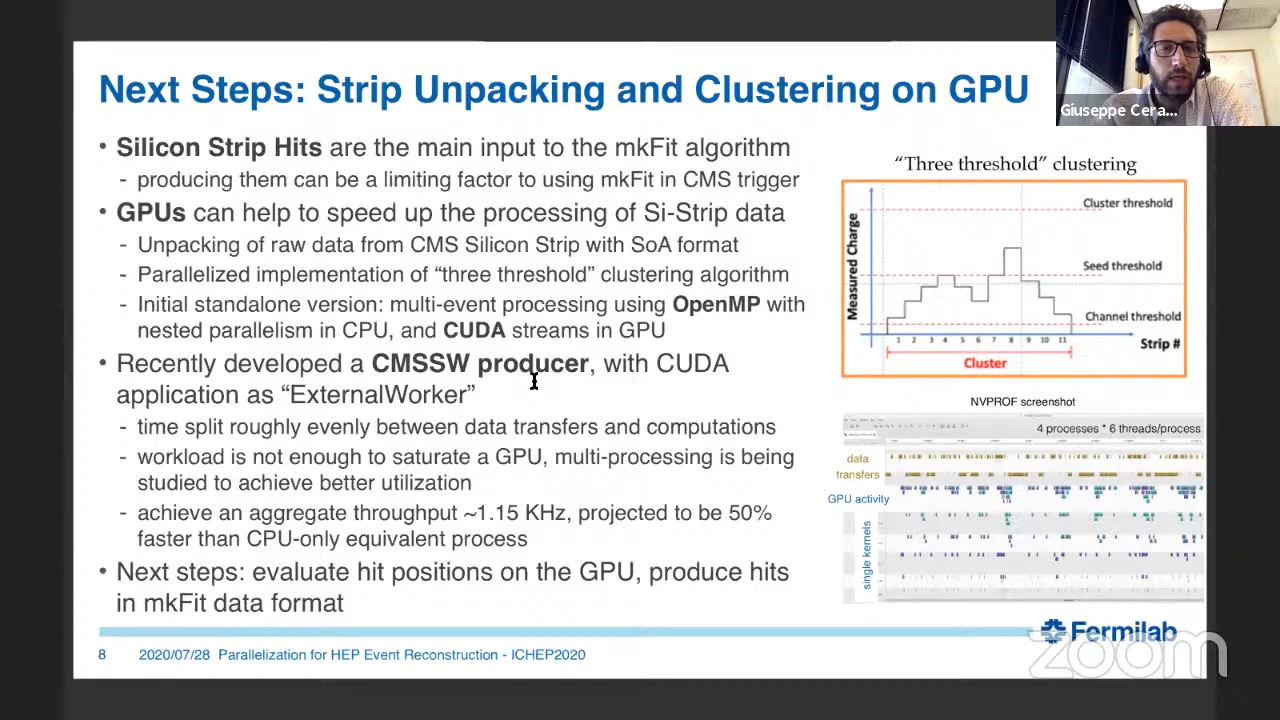 Next Steps: Strip Unpacking and Clustering on GPU
Giuseppe Cera...
• Silicon Strip Hits are the main input to the mkFit algorithm
- producing them can be a limiting factor to using mkFit in CMS trigger
• GPUs can help to speed up the processing of Si-Strip data
- Unpacking of raw data from CMS Silicon Strip with SoA format
- Parallelized implementation of “three threshold” clustering algorithm
- Initial standalone version: multi-event processing using OpenMP with
nested parallelism in CPU, and CUDA streams in GPU
• Recently developed a CMSSW producer, with CUDA
application as “ExternalWorker”
- time split roughly evenly between data transfers and computations
- workload is not enough to saturate a GPU, multi-processing is being
studied to achieve better utilization
- achieve an aggregate throughput ~1.15 KHz, projected to be 50%
faster than CPU-only equivalent process
• Next steps: evaluate hit positions on the GPU, produce hits
in mkFit data format
“Three threshold” clustering
Cluster threshold
Measured Charge
Seed threshold
Channel threshold
1 2 3 4 5 6 7 8 9 10 11
Strip #
Cluster
NVPROF screenshot
4 processes * 6 threads/process
data
transfers
GPU activity
single kernels
Fermilab
zoom
8 2020/07/28 Parallelization for HEP Event Reconstruction - ICHEP2020